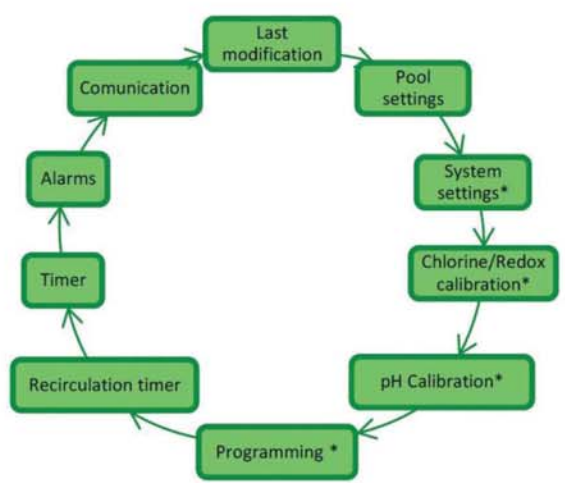 Last
modification
Pool
settings
System
settings*
Chlorine/Redox
calibration*
pH Calibration*
Programming *
Recirculation timer
Timer
Alarms
Comunication